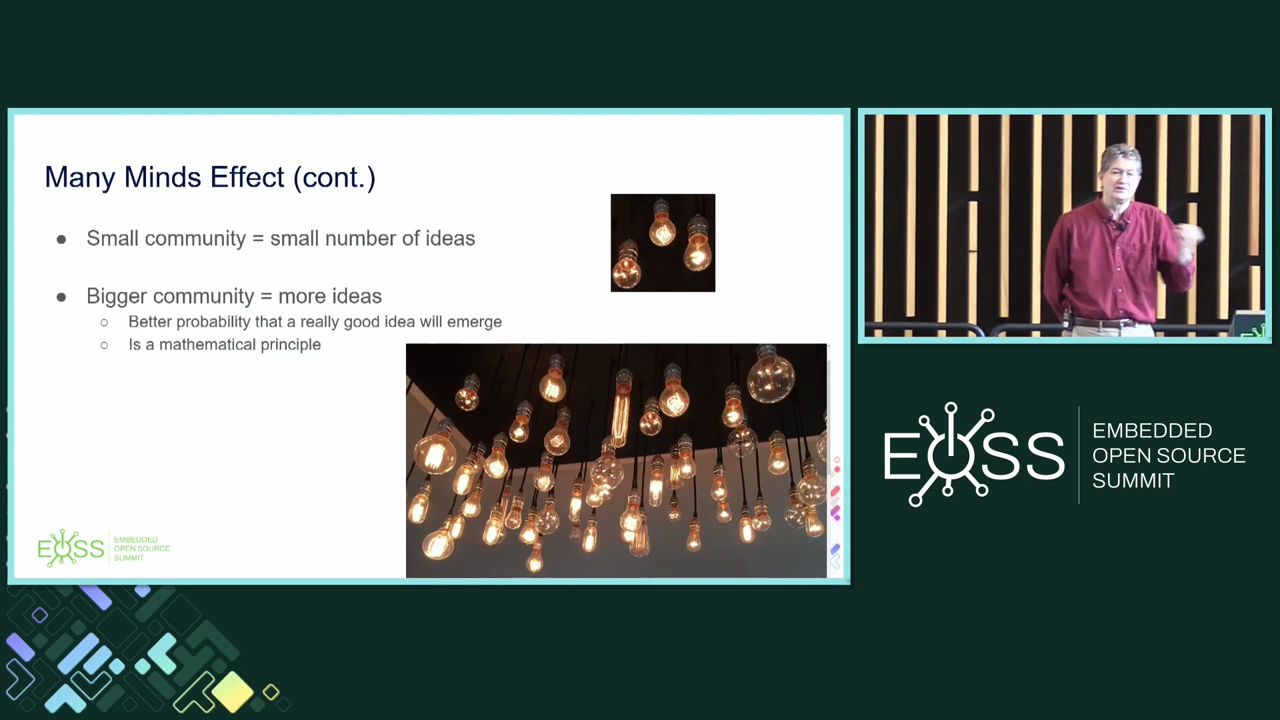 Many Minds Effect (cont.)
● Small community = small number of ideas
● Bigger community = more ideas
○ Better probability that a really good idea will emerge
○ Is a mathematical principle
EOSS
EMBEDDED
OPEN SOURCE
SUMMIT
EOSS
EMBEDDED
OPEN SOURCE
SUMMIT